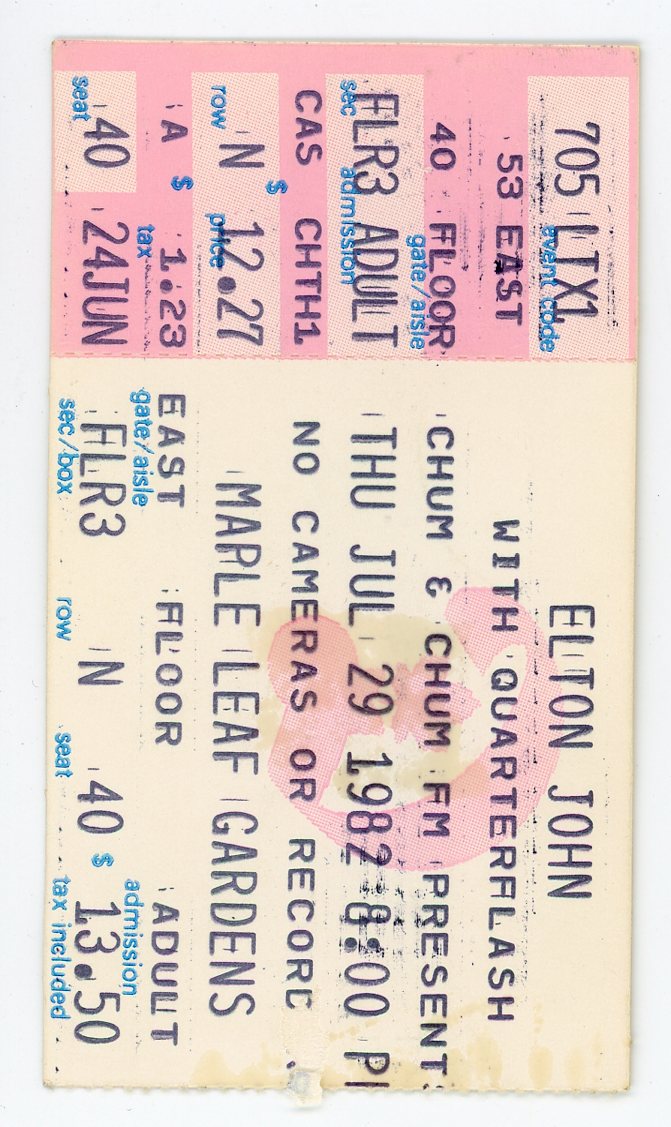 705 LTX1
event code
53 EAST
40 FLOOR
gate/aisle
FLR3 ADULT
sec admission
CAS CHTH1
$
N 12.27
row price
A $ 1.23
tax
40 24JUN
seat
ELTON JOHN
WITH QUARTERFLASH
CHUM & CHUM FM PRESENT
THU JUL 29 1982 8:00 P
NO CAMERAS OR RECORD
MAPLE LEAF GARDENS
EAST FLOOR ADULT
gate/aisle admission
FLR3 N 40 $ 13.50
sec/box row seat tax included